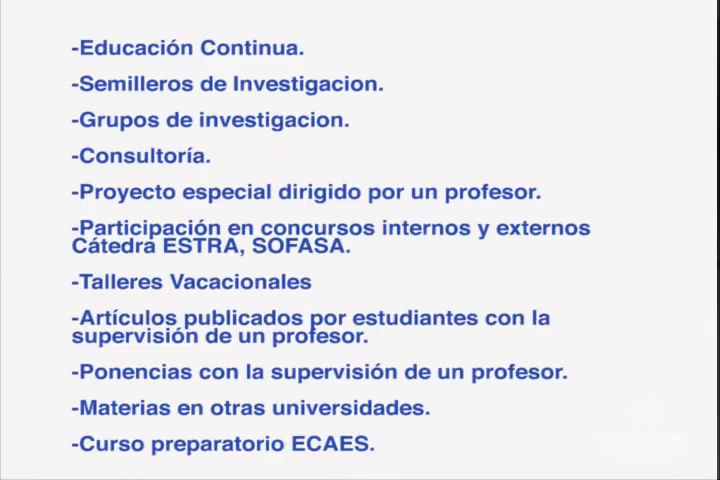 -Educación Continua.
-Semilleros de Investigacion.
-Grupos de investigacion.
-Consultoría.
-Proyecto especial dirigido por un profesor.
-Participación en concursos internos y externos
Cátedra ESTRA, SOFASA.
-Talleres Vacacionales
-Artículos publicados por estudiantes con la
supervisión de un profesor.
-Ponencias con la supervisión de un profesor.
-Materias en otras universidades.
-Curso preparatorio ECAES.